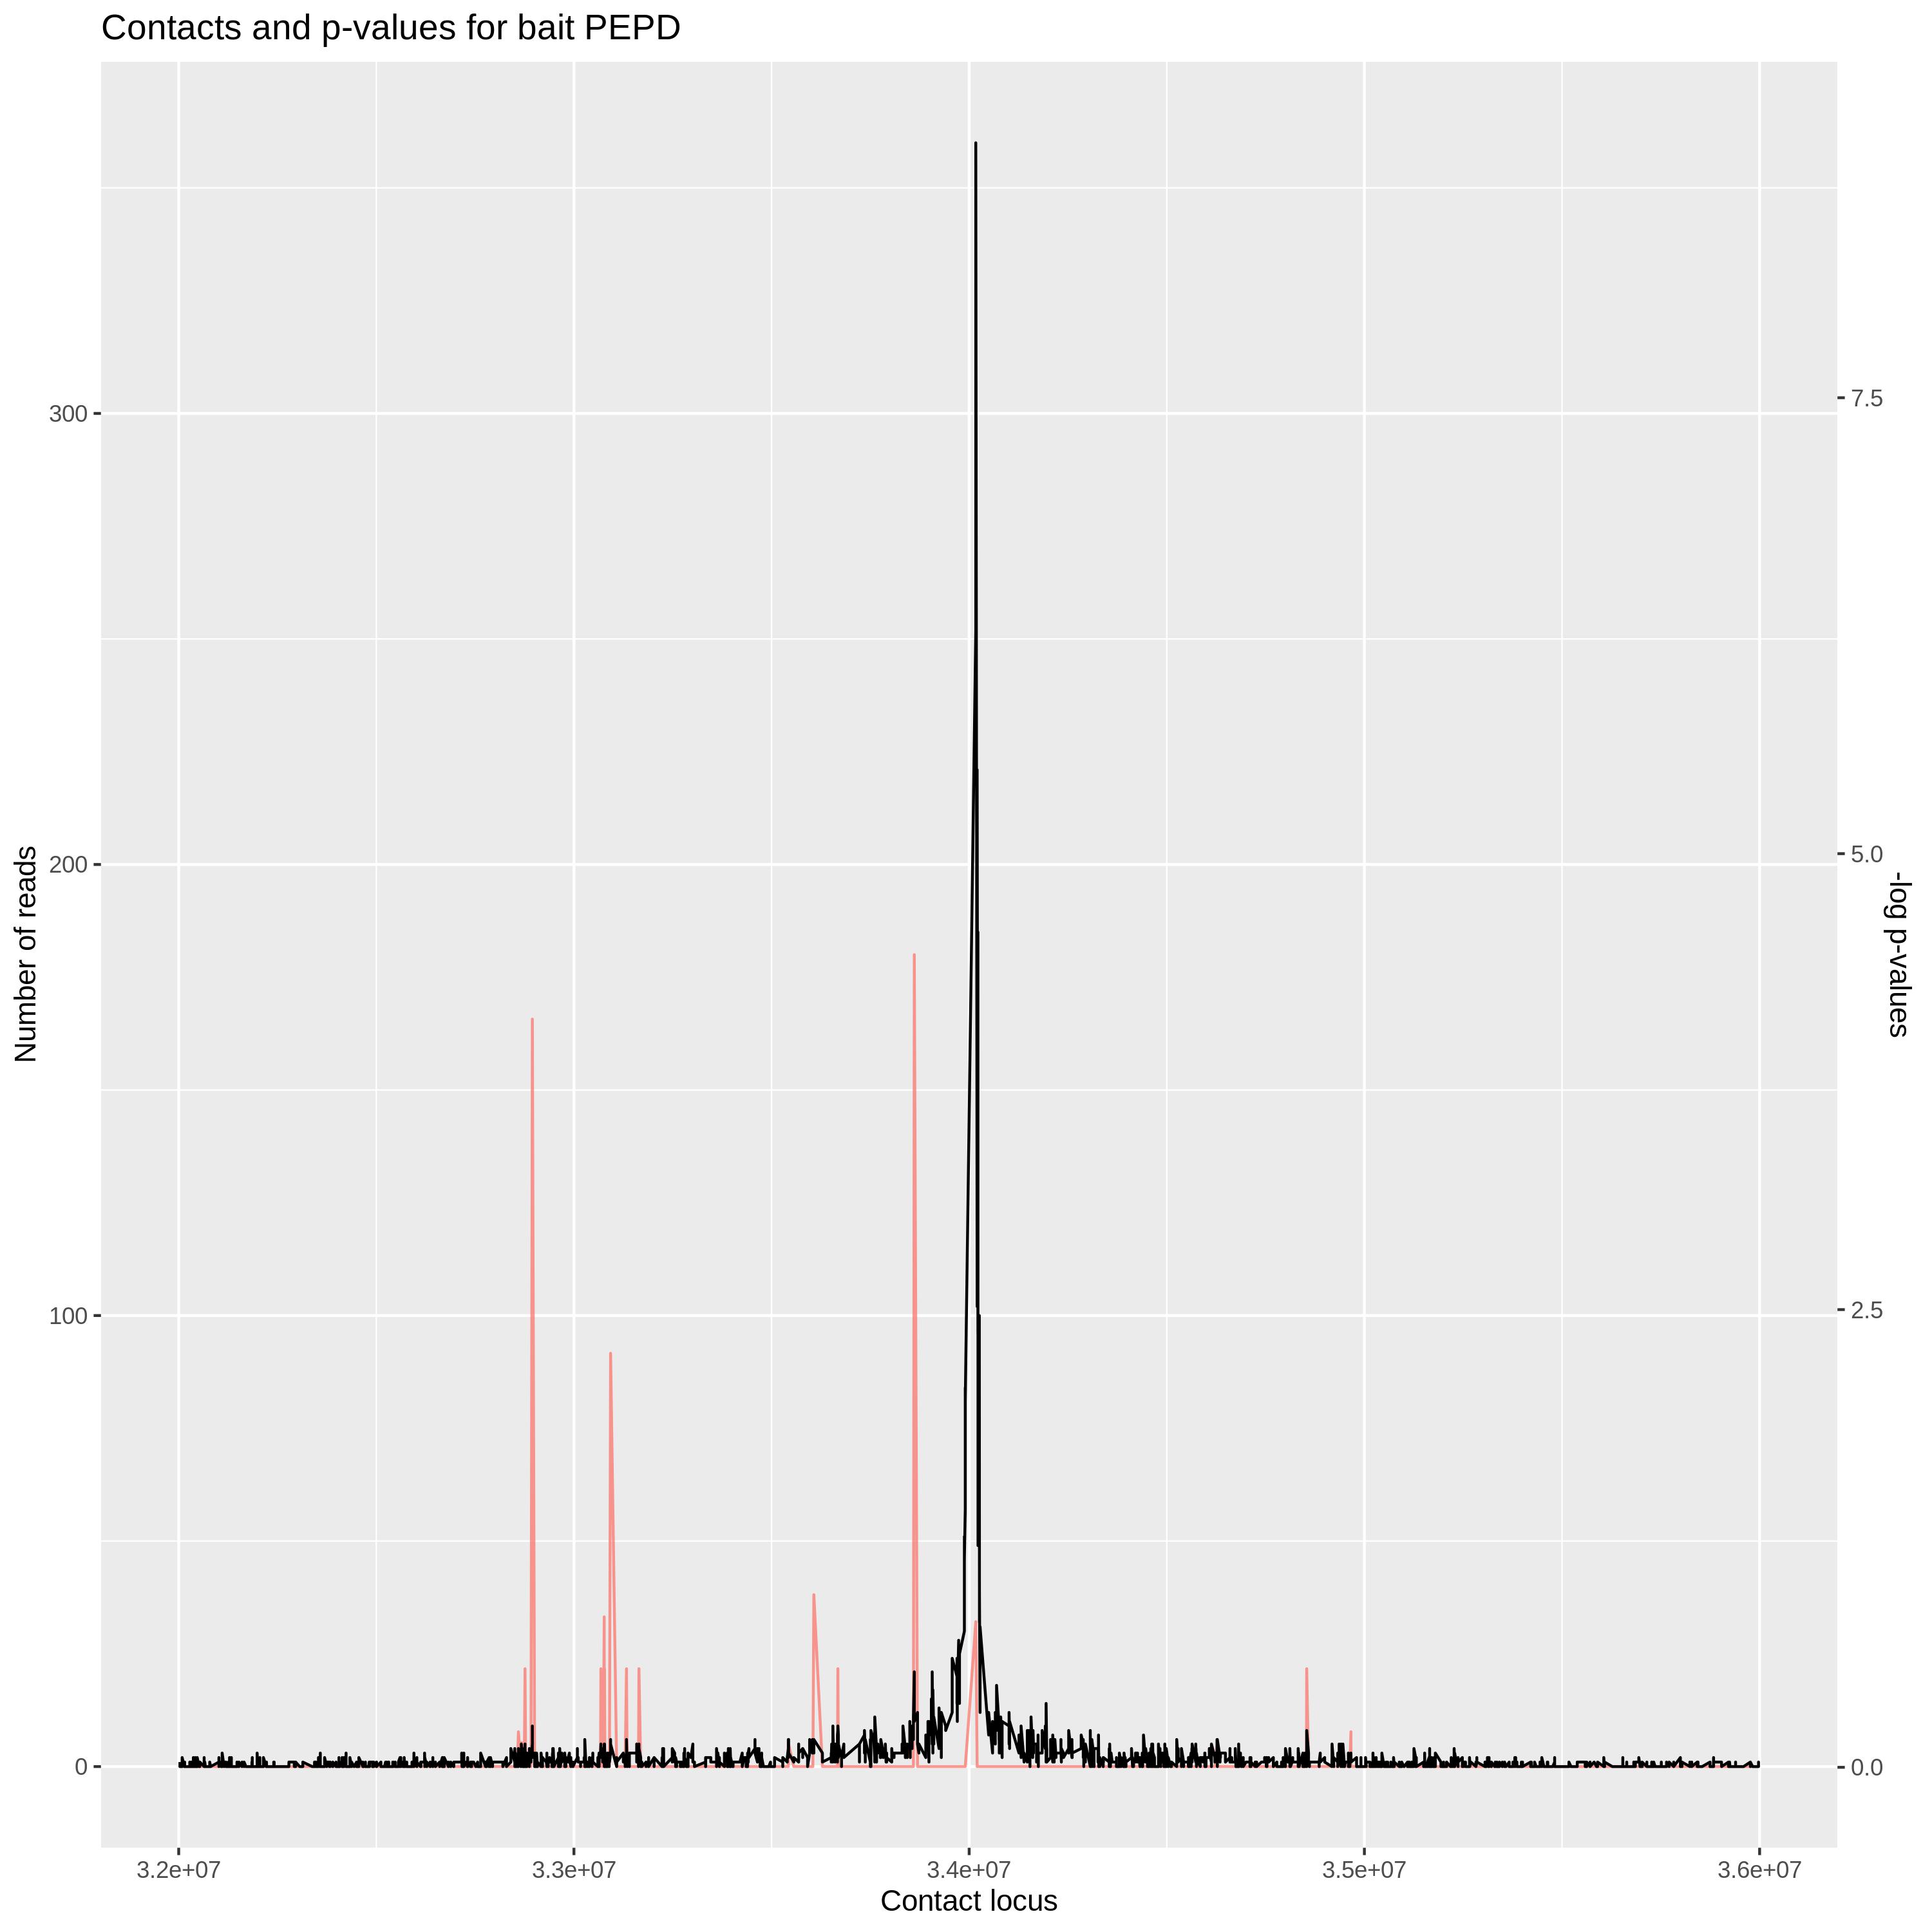 Contacts and p-values for bait PEPD
300
200
100
0
7.5
5.0
2.5
0.0
Number of reads
-log p-values
3.2e+07 3.3e+07 3.4e+07 3.5e+07 3.6e+07
Contact locus